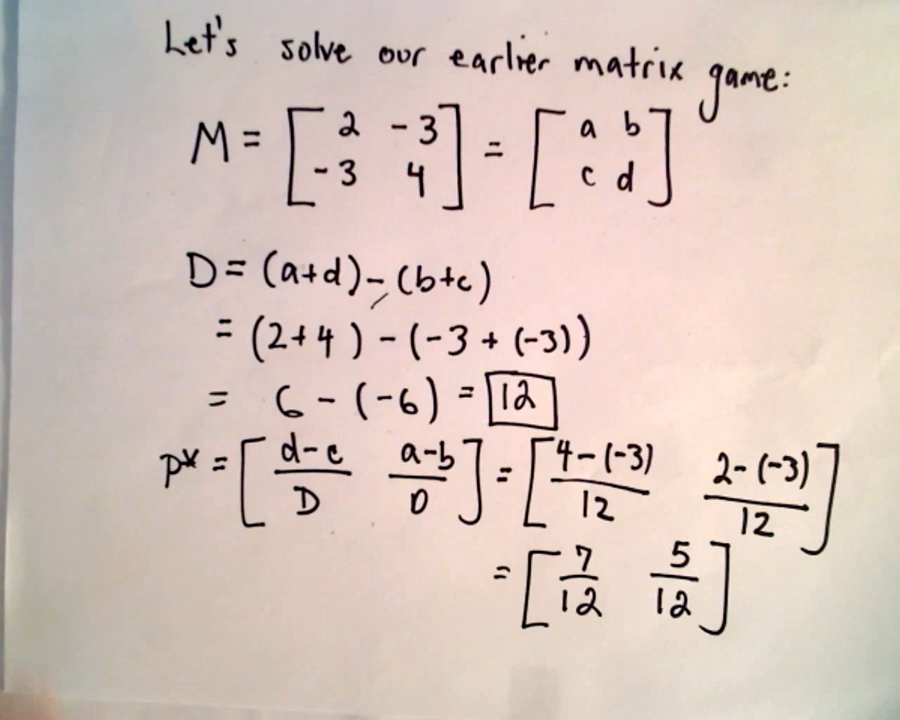 Let's solve our earlier matrix game:
M = [ 2 -3 ; -3 4 ] = [ a b ; c d ]
D = (a+d) - (b+c)
= (2+4) - (-3 + (-3))
= 6 - (-6) = 12
P* = [ d-c/D a-b/D ] = [ 4-(-3)/12 2-(-3)/12 ]
= [ 7/12 5/12 ]